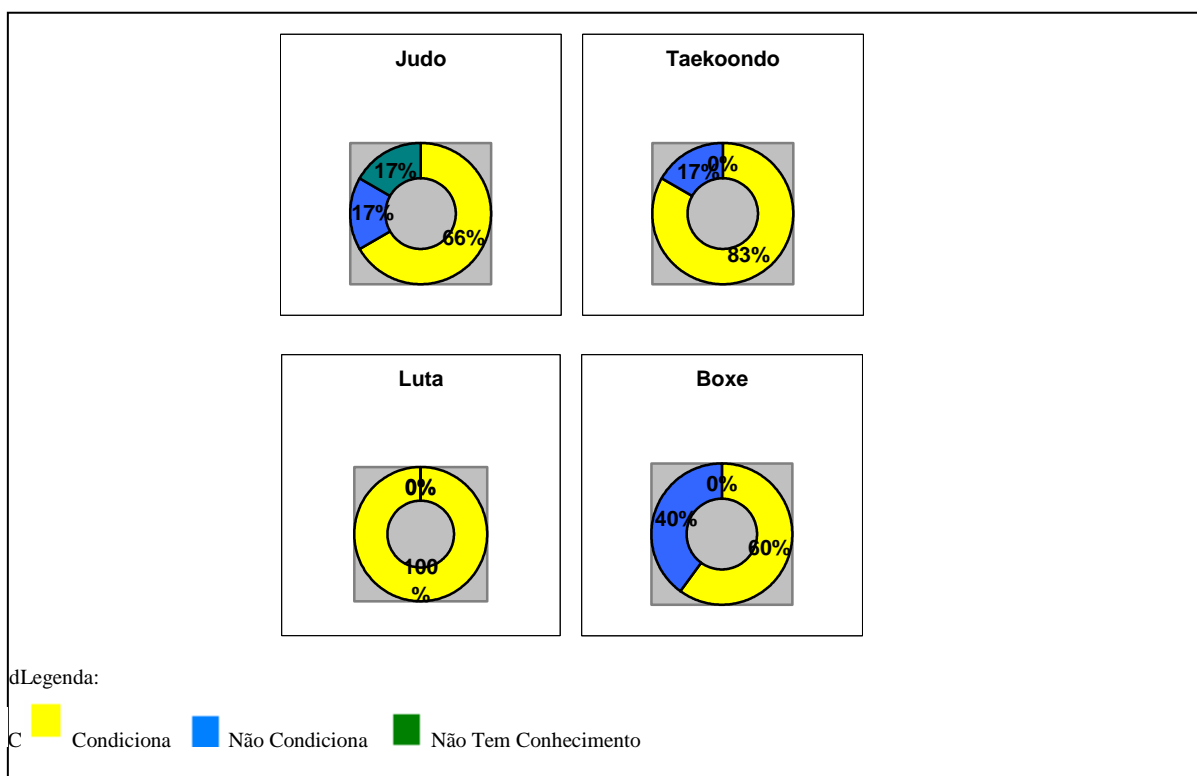 Judo
17%
17%
66%
Taekoondo
0%
17%
83%
Luta
0%
100
%
Boxe
0%
40%
60%
dLegenda:
C Condiciona Não Condiciona Não Tem Conhecimento